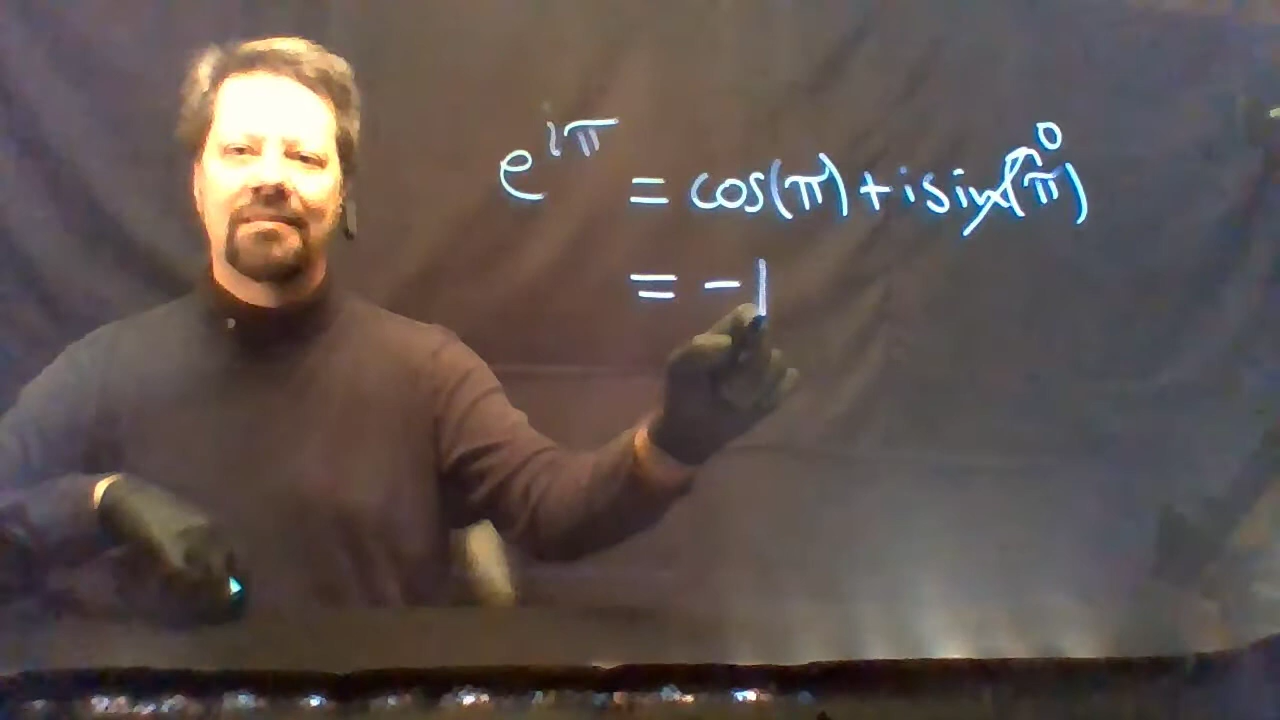 e^{iπ} = cos(π) + i sin(π) 0
= -1